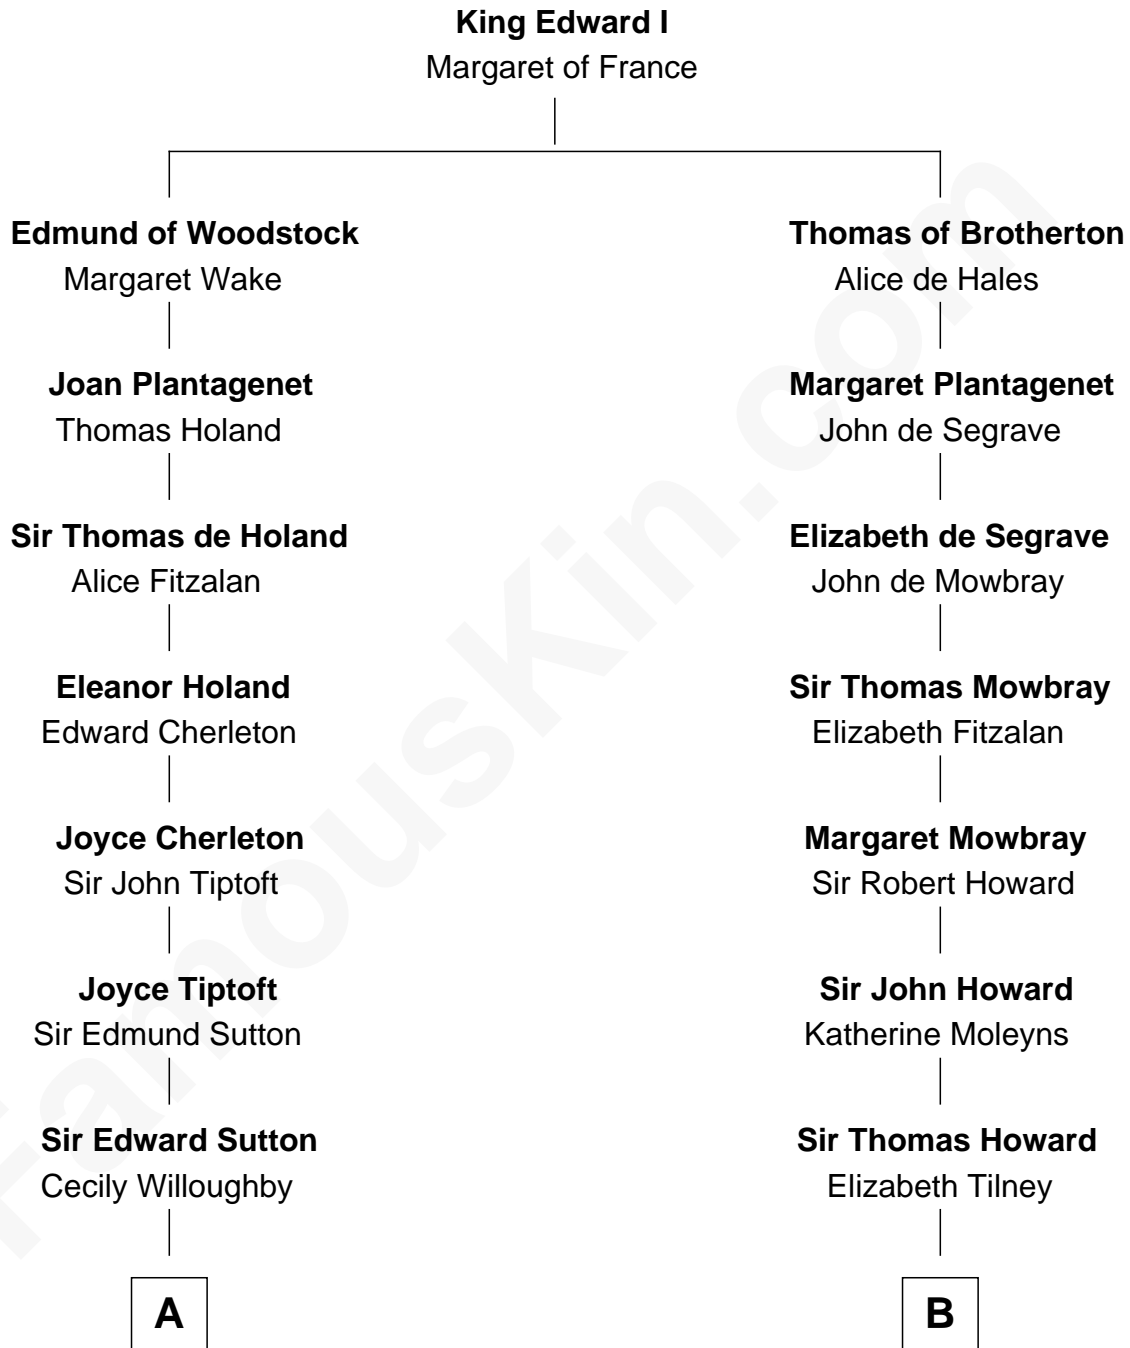 King Edward I
Margaret of France
Edmund of Woodstock
Margaret Wake
Thomas of Brotherton
Alice de Hales
Joan Plantagenet
Thomas Holand
Margaret Plantagenet
John de Segrave
Sir Thomas de Holand
Alice Fitzalan
Elizabeth de Segrave
John de Mowbray
Eleanor Holand
Edward Cherleton
Sir Thomas Mowbray
Elizabeth Fitzalan
Joyce Cherleton
Sir John Tiptoft
Margaret Mowbray
Sir Robert Howard
Joyce Tiptoft
Sir Edmund Sutton
Sir John Howard
Katherine Moleyns
Sir Edward Sutton
Cecily Willoughby
Sir Thomas Howard
Elizabeth Tilney
A
B
FamousKin.com